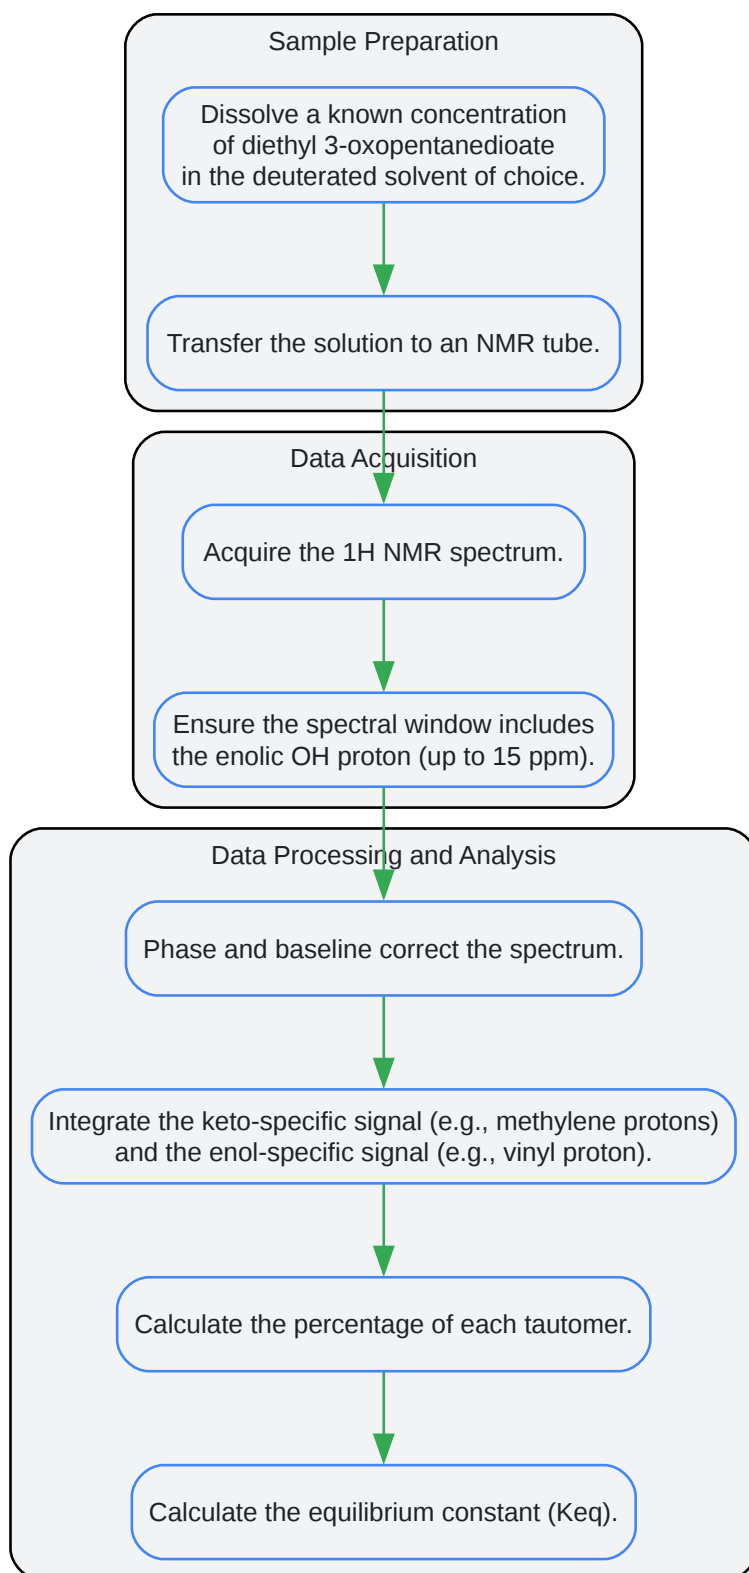 Sample Preparation
Dissolve a known concentration
of diethyl 3-oxopentanedioate
in the deuterated solvent of choice.
Transfer the solution to an NMR tube.
Data Acquisition
Acquire the 1H NMR spectrum.
Ensure the spectral window includes
the enolic OH proton (up to 15 ppm).
Data Processing and Analysis
Phase and baseline correct the spectrum.
Integrate the keto-specific signal (e.g., methylene protons)
and the enol-specific signal (e.g., vinyl proton).
Calculate the percentage of each tautomer.
Calculate the equilibrium constant (Keq).